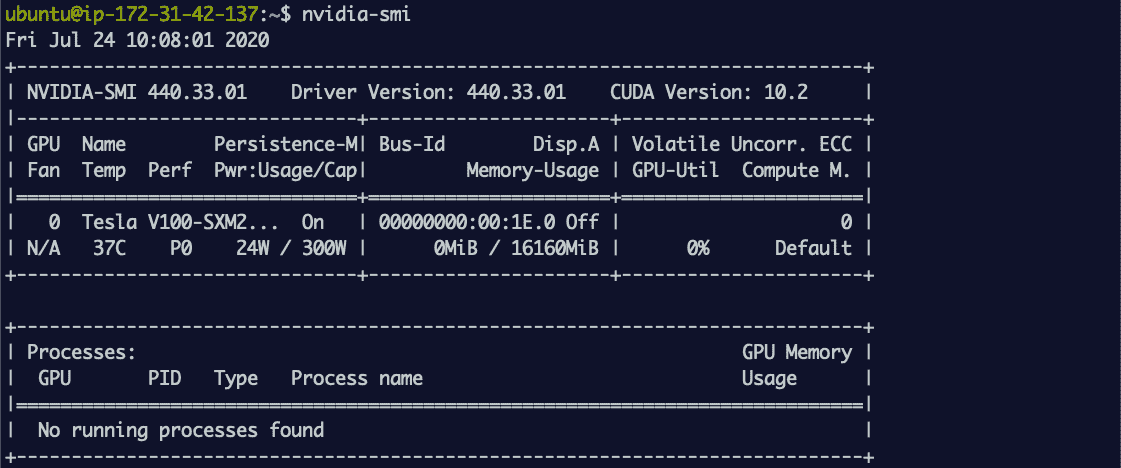 ubuntu@ip-172-31-42-137:~$ nvidia-smi
Fri Jul 24 10:08:01 2020
+-----------------------------------------------------------------------------+
| NVIDIA-SMI 440.33.01    Driver Version: 440.33.01    CUDA Version: 10.2     |
|-------------------------------+----------------------+----------------------+
| GPU  Name        Persistence-M| Bus-Id        Disp.A | Volatile Uncorr. ECC |
| Fan  Temp  Perf  Pwr:Usage/Cap|         Memory-Usage | GPU-Util  Compute M. |
|===============================+======================+======================|
|   0  Tesla V100-SXM2...  On   | 00000000:00:1E.0 Off |                    0 |
| N/A   37C    P0    24W / 300W |      0MiB / 16160MiB |      0%      Default |
+-------------------------------+----------------------+----------------------+
+-----------------------------------------------------------------------------+
| Processes:                                                       GPU Memory |
|  GPU       PID   Type   Process name                             Usage      |
|=============================================================================|
|  No running processes found                                                 |
+-----------------------------------------------------------------------------+